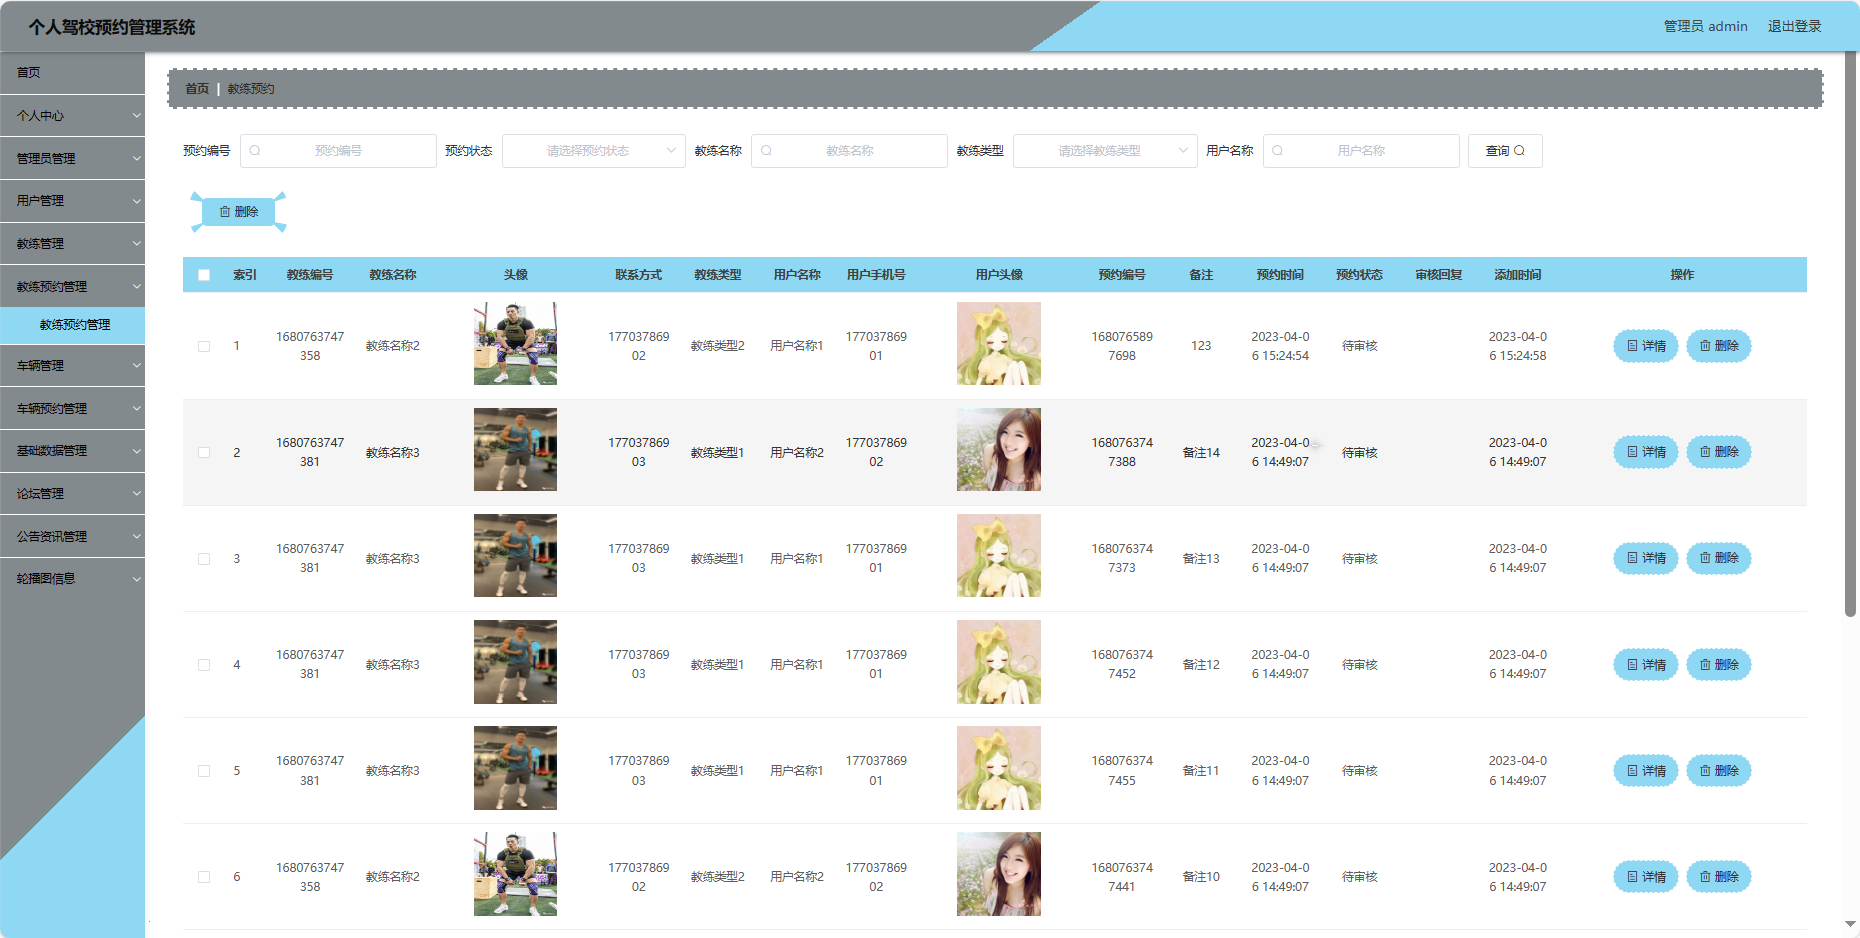 个人驾校预约管理系统
管理员 admin 退出登录
首页
个人中心
管理员管理
用户管理
教练管理
教练预约管理
教练预约管理
车辆管理
车辆预约管理
基础数据管理
论坛管理
公告资讯管理
轮播图信息
首页 | 教练预约
预约编号 预约编号 预约状态 请选择预约状态 教练名称 教练名称 教练类型 请选择教练类型 用户名称 用户名称 查询
删除
索引 教练编号 教练名称 头像 联系方式 教练类型 用户名称 用户手机号 用户头像 预约编号 备注 预约时间 预约状态 审核回复 添加时间 操作
1 1680763747358 教练名称2 17703786902 教练类型2 用户名称1 17703786901 1680765897698 123 2023-04-06 15:24:54 待审核 2023-04-06 15:24:58 详情 删除
2 1680763747381 教练名称3 17703786903 教练类型1 用户名称2 17703786902 1680763747388 备注14 2023-04-06 14:49:07 待审核 2023-04-06 14:49:07 详情 删除
3 1680763747381 教练名称3 17703786903 教练类型1 用户名称1 17703786901 1680763747373 备注13 2023-04-06 14:49:07 待审核 2023-04-06 14:49:07 详情 删除
4 1680763747381 教练名称3 17703786903 教练类型1 用户名称1 17703786901 1680763747452 备注12 2023-04-06 14:49:07 待审核 2023-04-06 14:49:07 详情 删除
5 1680763747381 教练名称3 17703786903 教练类型1 用户名称1 17703786901 1680763747455 备注11 2023-04-06 14:49:07 待审核 2023-04-06 14:49:07 详情 删除
6 1680763747358 教练名称2 17703786902 教练类型2 用户名称2 17703786902 1680763747441 备注10 2023-04-06 14:49:07 待审核 2023-04-06 14:49:07 详情 删除